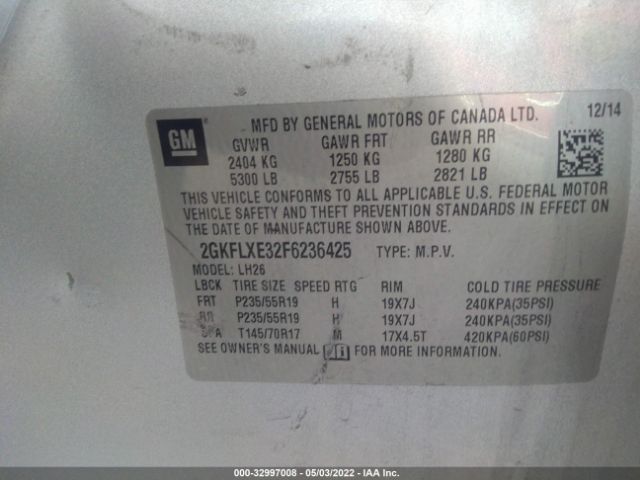 GM
MFD BY GENERAL MOTORS OF CANADA LTD. 12/14
GVWR GAWR FRT GAWR RR
2404 KG 1250 KG 1280 KG
5300 LB 2755 LB 2821 LB
THIS VEHICLE CONFORMS TO ALL APPLICABLE U.S. FEDERAL MOTOR
VEHICLE SAFETY AND THEFT PREVENTION STANDARDS IN EFFECT ON
THE DATE OF MANUFACTURE SHOWN ABOVE.
2GKFLXE32F6236425 TYPE: M.P.V.
MODEL: LH26
LBCK TIRE SIZE SPEED RTG RIM COLD TIRE PRESSURE
FRT P235/55R19 H 19X7J 240KPA(35PSI)
RR P235/55R19 H 19X7J 240KPA(35PSI)
SPA T145/70R17 M 17X4.5T 420KPA(60PSI)
SEE OWNER'S MANUAL FOR MORE INFORMATION.
000-32997008 - 05/03/2022 - IAA Inc.